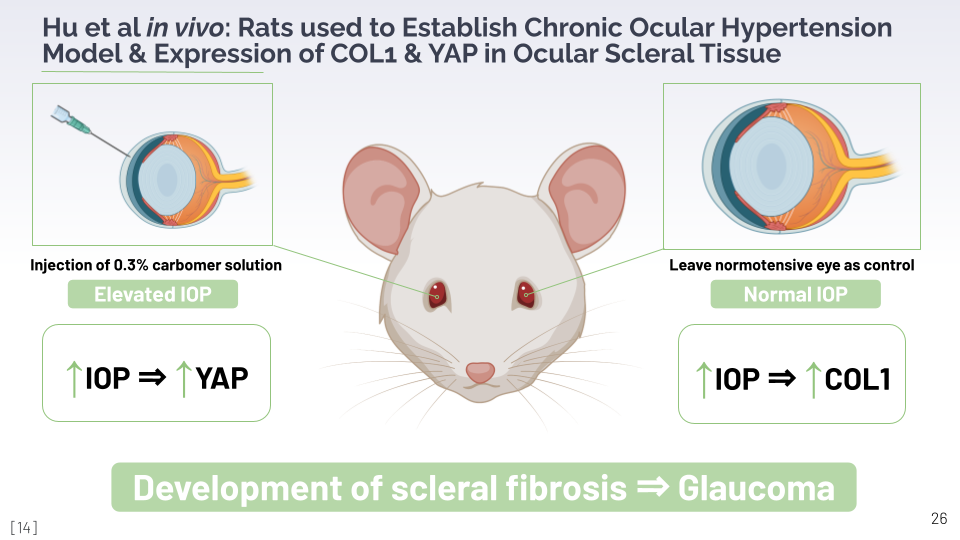 Hu et al in vivo: Rats used to Establish Chronic Ocular Hypertension
Model & Expression of COL1 & YAP in Ocular Scleral Tissue
Injection of 0.3% carbomer solution
Elevated IOP
↑IOP ⇒ ↑YAP
Leave normotensive eye as control
Normal IOP
↑IOP ⇒ ↑COL1
Development of scleral fibrosis ⇒ Glaucoma
[14]
26